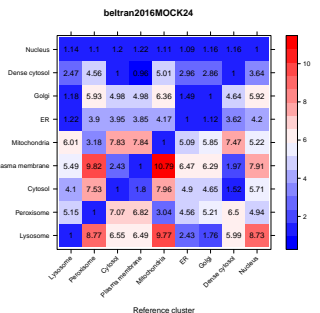 beltran2016MOCK24
Nucleus 1.14 1.1 1.2 1.22 1.11 1.09 1.16 1.16 1
Dense cytosol 2.47 4.56 1 5.01 2.96 2.86 1 3.64
Golgi 1.18 5.93 4.98 4.98 6.36 1.49 1 4.64 5.92
ER 1.22 3.9 3.95 3.85 4.17 1 1.12 3.62 4.2
Mitochondria 6.01 3.18 7.83 7.84 1 5.09 5.85 7.47 5.22
asma membrane 5.49 9.82 2.43 1 10.75 6.47 6.29 1.97 7.91
Cytosol 4.1 7.53 1 1.8 7.96 4.9 4.65 1.52 5.71
Peroxisome 5.15 1 7.07 6.82 3.04 4.56 5.21 6.5 4.94
Lysosome 1 8.77 6.55 6.49 9.77 2.43 1.76 5.99 8.73
Lysosome
Peroxisome
Cytosol
Plasma membrane
Mitochondria
ER
Golgi
Dense cytosol
Nucleus
Reference cluster
10
8
6
4
2